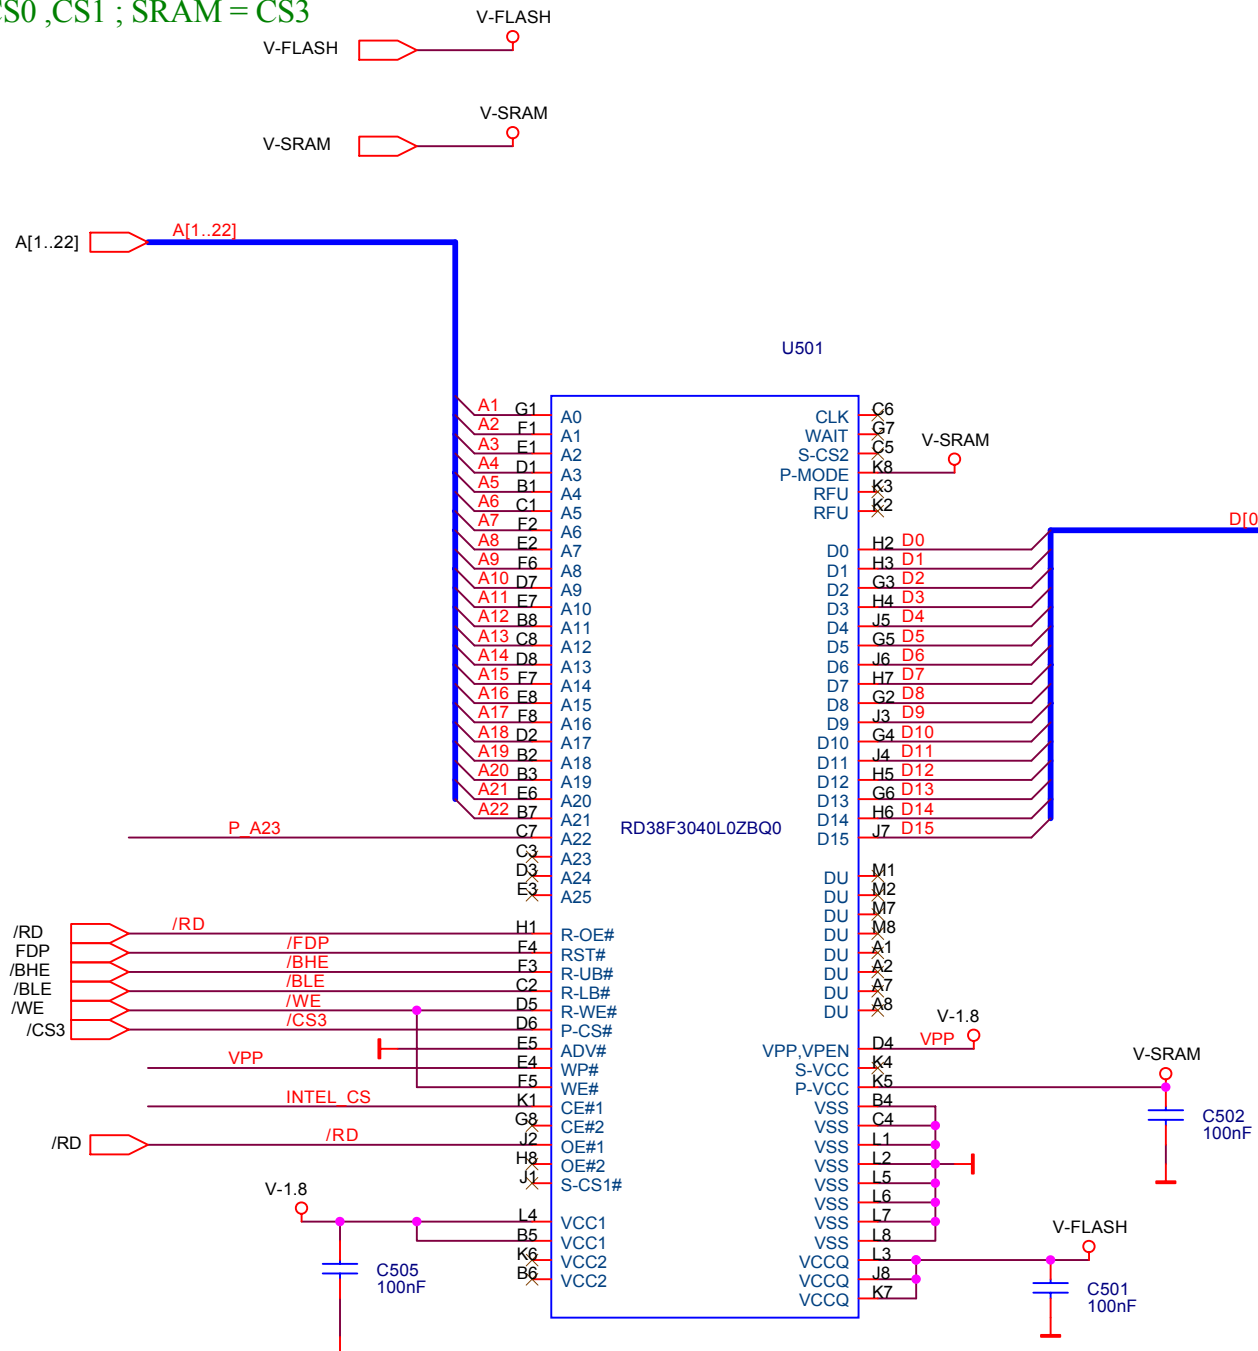 CS0 ,CS1 ; SRAM = CS3
V-FLASH
V-FLASH
V-SRAM
V-SRAM
A[1..22] A[1..22]
U501
A1 G1 A0 CLK C6
A2 F1 A1 WAIT G7
A3 E1 A2 S-CS2 C5 V-SRAM
A4 D1 A3 P-MODE K8
A5 B1 A4 RFU K3
A6 C1 A5 RFU K2
A7 F2 A6 D[0
A8 E2 A7 D0 H2 D0
A9 F6 A8 D1 H3 D1
A10 D7 A9 D2 G3 D2
A11 E7 A10 D3 H4 D3
A12 B8 A11 D4 J5 D4
A13 C8 A12 D5 G5 D5
A14 D8 A13 D6 J6 D6
A15 F7 A14 D7 H7 D7
A16 E8 A15 D8 G2 D8
A17 F8 A16 D9 J3 D9
A18 D2 A17 D10 G4 D10
A19 B2 A18 D11 J4 D11
A20 B3 A19 D12 H5 D12
A21 E6 A20 D13 G6 D13
A22 B7 A21 D14 H6 D14
P_A23 C7 A22 RD38F3040L0ZBQ0 D15 J7 D15
C3 A23
D3 A24 DU M1
E3 A25 DU M2
DU M7
/RD /RD H1 R-OE# DU M8
FDP /FDP F4 RST# DU A1
/BHE /BHE F3 R-UB# DU A2
/BLE /BLE C2 R-LB# DU A7
/WE /WE D5 R-WE# DU A8
/CS3 /CS3 D6 P-CS# V-1.8
E5 ADV# VPP,VPEN D4 VPP
VPP E4 WP# S-VCC K4 V-SRAM
F5 WE# P-VCC K5
INTEL_CS K1 CE#1 VSS B4
G8 CE#2 VSS C4 C502
100nF
/RD /RD J2 OE#1 VSS L1
H8 OE#2 VSS L2
J1 S-CS1# VSS L5
V-1.8 VSS L6
L4 VCC1 VSS L7 V-FLASH
B5 VCC1 VSS L8
K6 VCC2 VCCQ L3
B6 VCC2 VCCQ J8
C505
100nF
VCCQ K7
C501
100nF